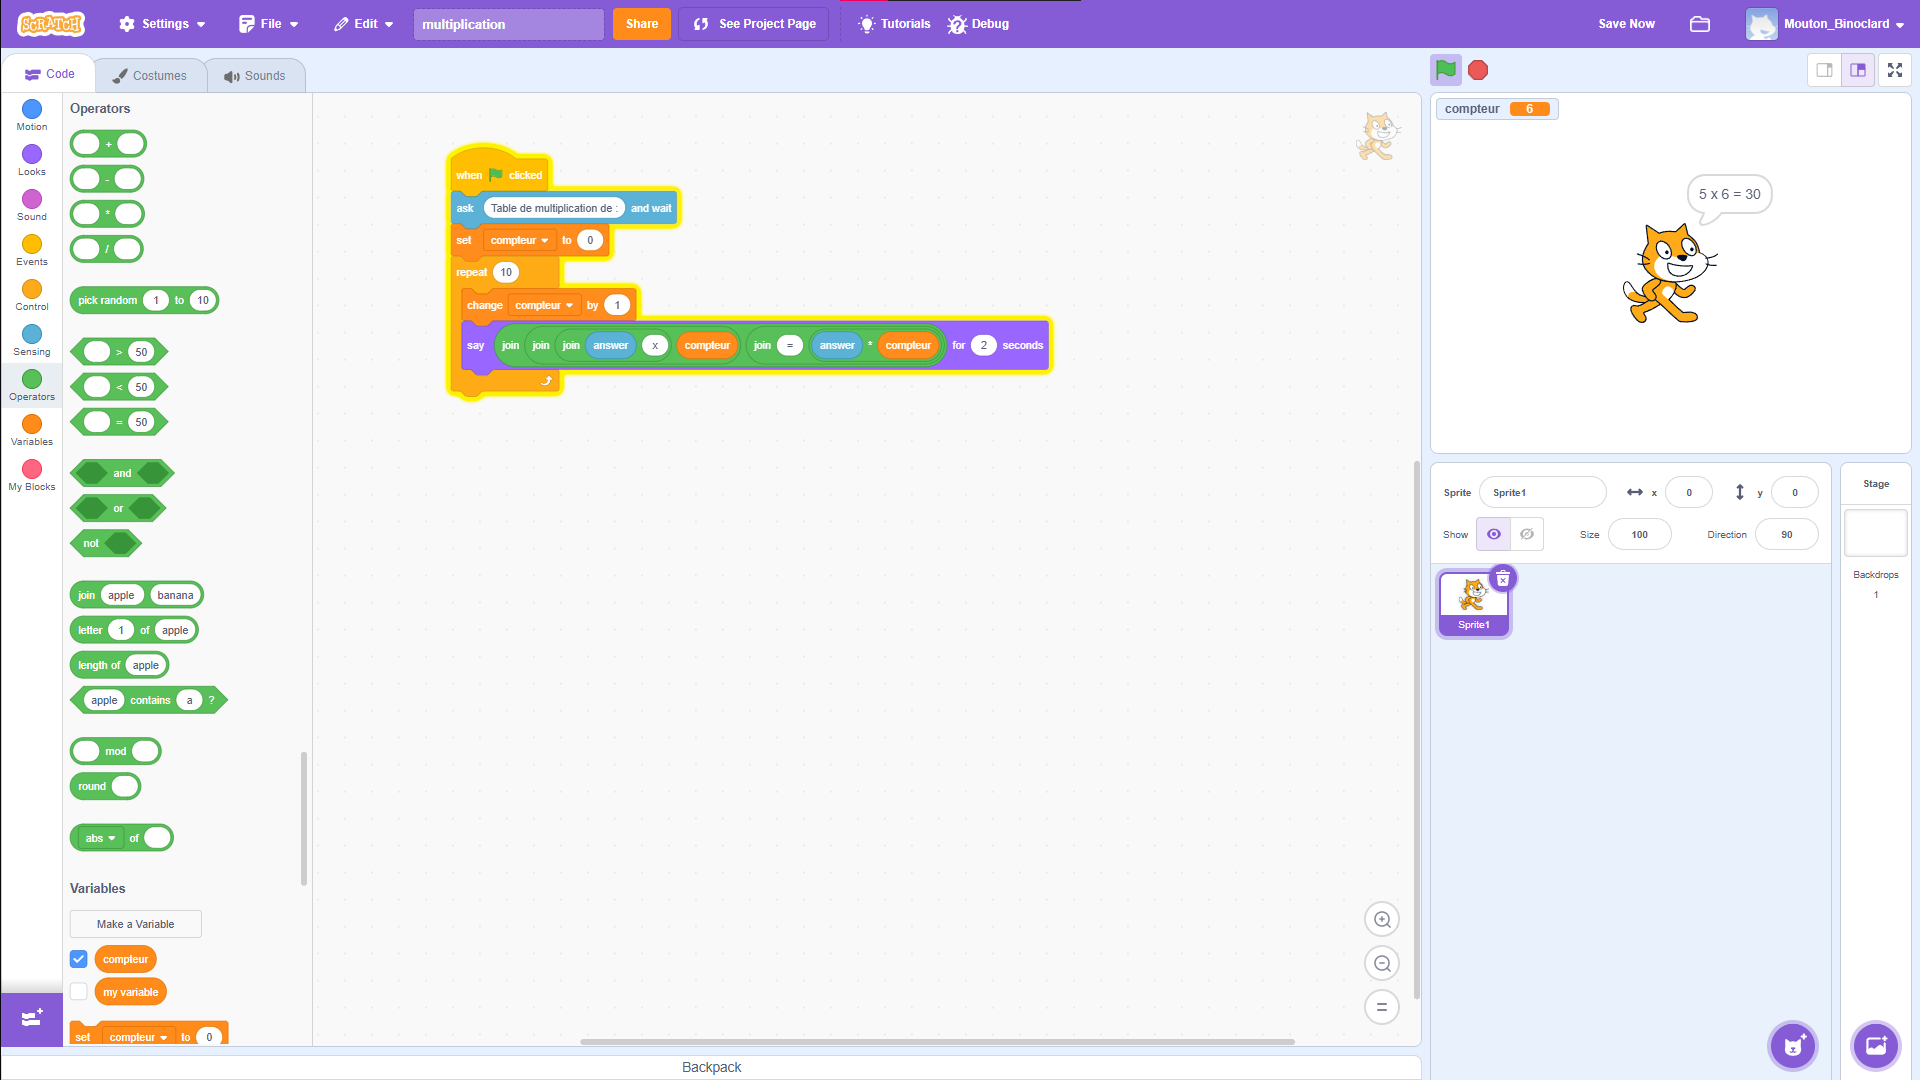 SCRATCH
Settings
File
Edit
multiplication
Share
See Project Page
Tutorials
Debug
Save Now
Mouton_Binoclard
Code
Costumes
Sounds
Motion
Looks
Sound
Events
Control
Sensing
Operators
Variables
My Blocks
Operators
+
-
*
/
pick random 1 to 10
> 50
< 50
= 50
and
or
not
join apple banana
letter 1 of apple
length of apple
apple contains a ?
mod
round
abs of
Variables
Make a Variable
compteur
my variable
set compteur to 0
when clicked
ask Table de multiplication de : and wait
set compteur to 0
repeat 10
change compteur by 1
say join join join answer x compteur join = answer * compteur for 2 seconds
compteur 6
5 x 6 = 30
Sprite Sprite1 x 0 y 0
Show Size 100 Direction 90
Sprite1
Stage
Backdrops
1
Backpack